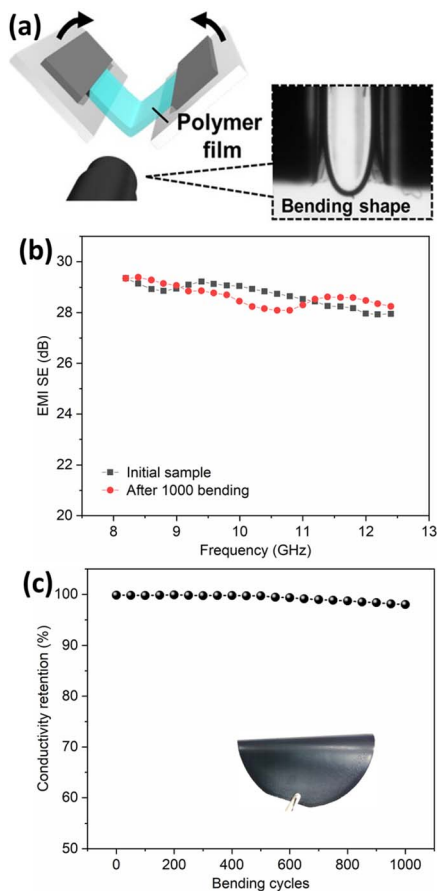 (a)
Polymer
film
Bending shape
(b)
30
28
26
24
22
20
EMI SE (dB)
Initial sample
After 1000 bending
8
9
10
11
12
13
Frequency (GHz)
(c)
100
90
80
70
60
50
Conductivity retention (%)
0
200
400
600
800
1000
Bending cycles